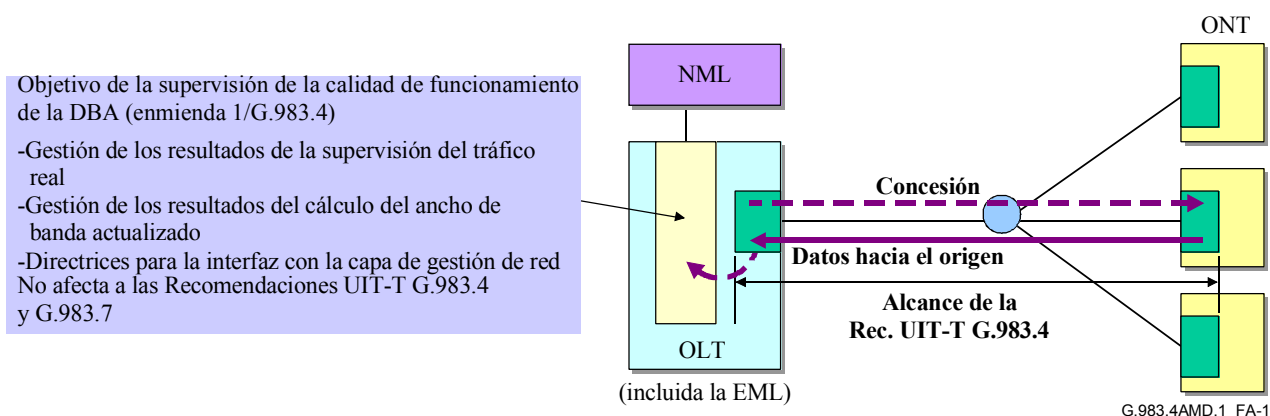 Objetivo de la supervisión de la calidad de funcionamiento
de la DBA (enmienda 1/G.983.4)
-Gestión de los resultados de la supervisión del tráfico
real
-Gestión de los resultados del cálculo del ancho de
banda actualizado
-Directrices para la interfaz con la capa de gestión de red
No afecta a las Recomendaciones UIT-T G.983.4
y G.983.7
NML
OLT
(incluida la EML)
Concesión
Datos hacia el origen
Alcance de la
Rec. UIT-T G.983.4
ONT
G.983.4AMD.1_FA-1